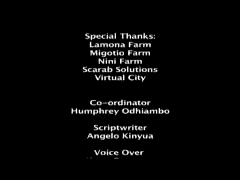 Special Thanks:
Lamona Farm
Migotio Farm
Nini Farm
Scarab Solutions
Virtual City
Co-ordinator
Humphrey Odhiambo
Scriptwriter
Angelo Kinyua
Voice Over